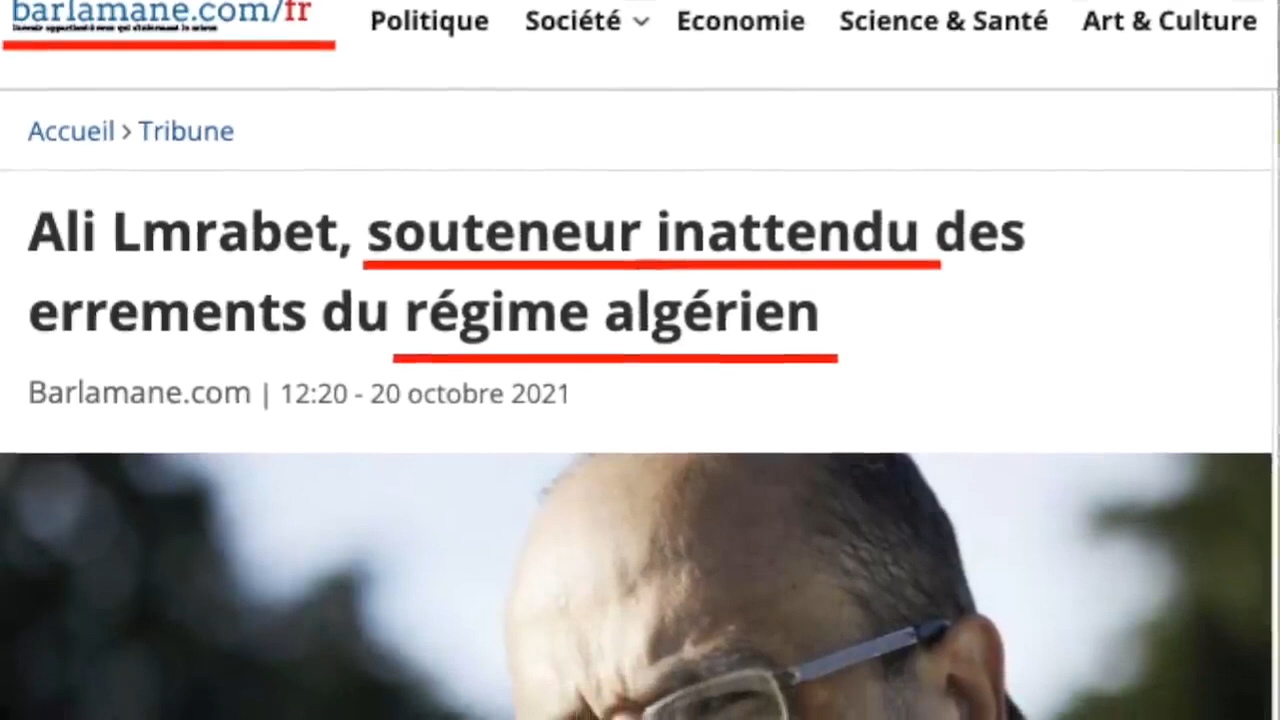 barlamane.com/fr
Politique Société Economie Science & Santé Art & Culture
Accueil > Tribune
Ali Lmrabet, souteneur inattendu des
errements du régime algérien
Barlamane.com | 12:20 - 20 octobre 2021